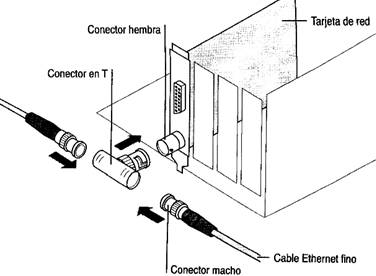 Tarjeta de red
Conector hembra
Conector en T
Cable Ethernet fino
Conector macho